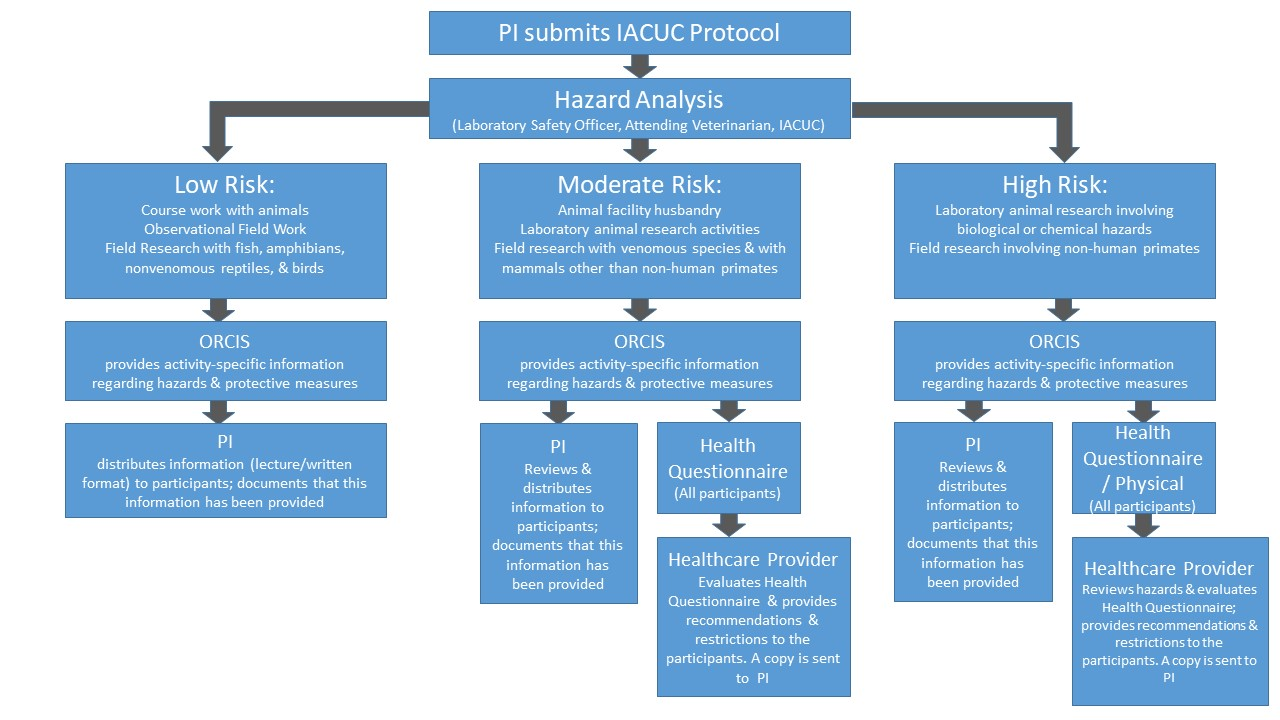 PI submits IACUC Protocol
Hazard Analysis
(Laboratory Safety Officer, Attending Veterinarian, IACUC)
Low Risk:
Course work with animals
Observational Field Work
Field Research with fish, amphibians,
nonvenomous reptiles, & birds
Moderate Risk:
Animal facility husbandry
Laboratory animal research activities
Field research with venomous species & with
mammals other than non-human primates
High Risk:
Laboratory animal research involving
biological or chemical hazards
Field research involving non-human primates
ORCIS
provides activity-specific information
regarding hazards & protective measures
ORCIS
provides activity-specific information
regarding hazards & protective measures
ORCIS
provides activity-specific information
regarding hazards & protective measures
PI
distributes information (lecture/written
format) to participants; documents that this
information has been provided
PI
Reviews &
distributes
information to
participants;
documents that this
information has
been provided
Health
Questionnaire
(All participants)
Healthcare Provider
Evaluates Health
Questionnaire & provides
recommendations &
restrictions to the
participants. A copy is sent
to PI
PI
Reviews &
distributes
information to
participants;
documents that this
information has
been provided
Health
Questionnaire
/ Physical
(All participants)
Healthcare Provider
Reviews hazards & evaluates
Health Questionnaire;
provides recommendations &
restrictions to the
participants. A copy is sent to
PI